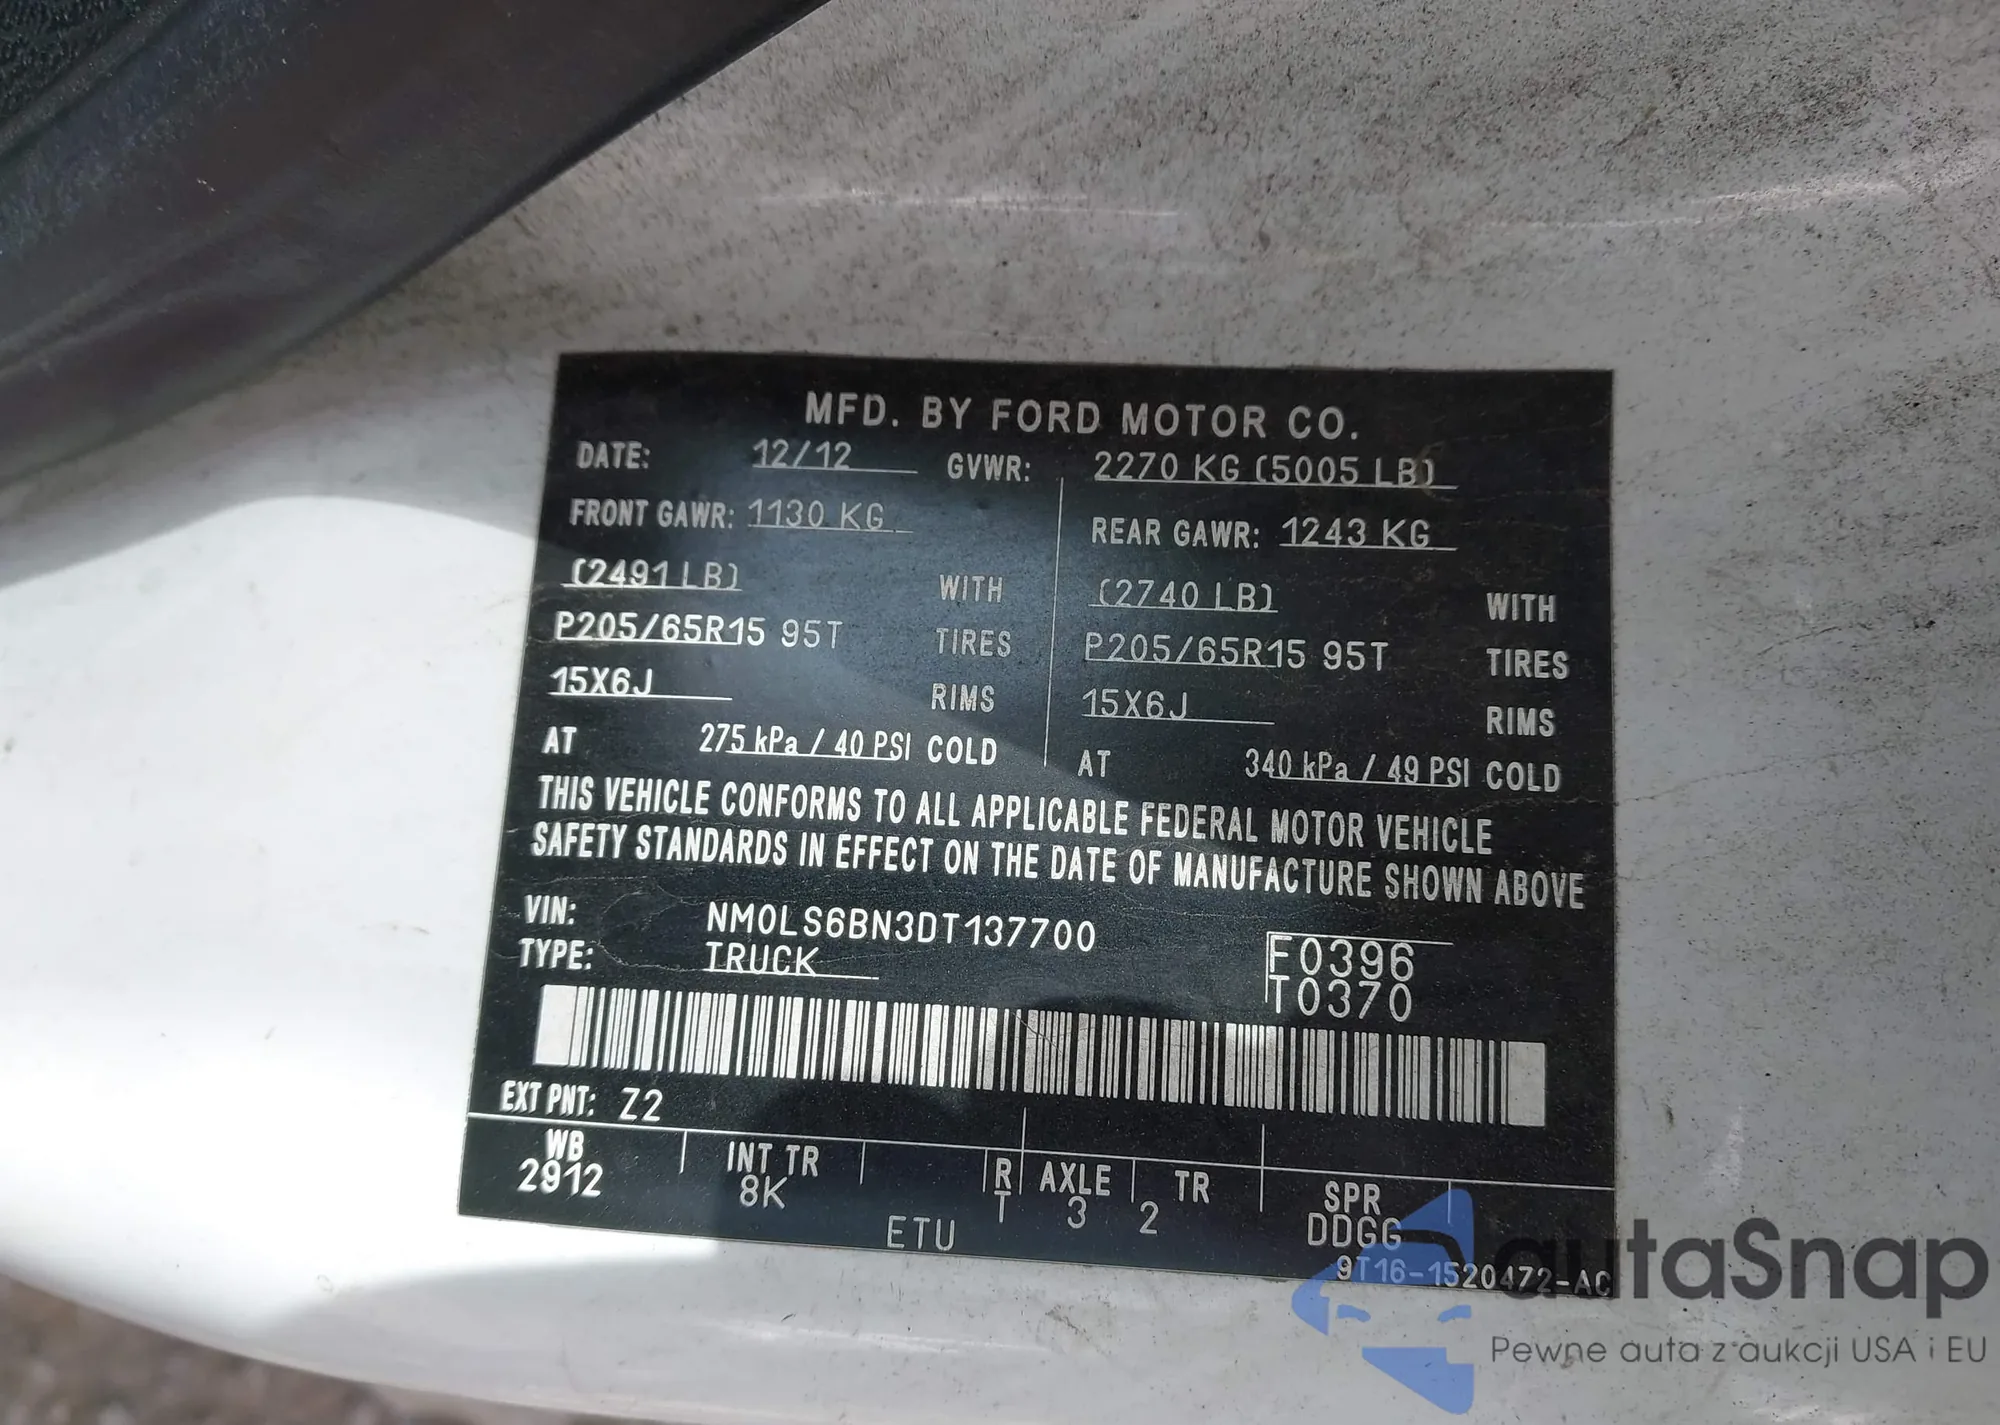 MFD. BY FORD MOTOR CO.
DATE: 12/12 GVWR: 2270 KG (5005 LB)
FRONT GAWR: 1130 KG REAR GAWR: 1243 KG
(2491 LB) WITH (2740 LB) WITH
P205/65R15 95T TIRES P205/65R15 95T TIRES
15X6J RIMS 15X6J RIMS
AT 275 kPa / 40 PSI COLD AT 340 kPa / 49 PSI COLD
THIS VEHICLE CONFORMS TO ALL APPLICABLE FEDERAL MOTOR VEHICLE
SAFETY STANDARDS IN EFFECT ON THE DATE OF MANUFACTURE SHOWN ABOVE
VIN: NM0LS6BN3DT137700
TYPE: TRUCK
F0396
T0370
EXT PNT: Z2
WB INT TR R AXLE TR SPR
2912 8K T 3 2 DDGG
ETU
9T16-1520472-AC
autaSnap
Pewne auta z aukcji USA i EU